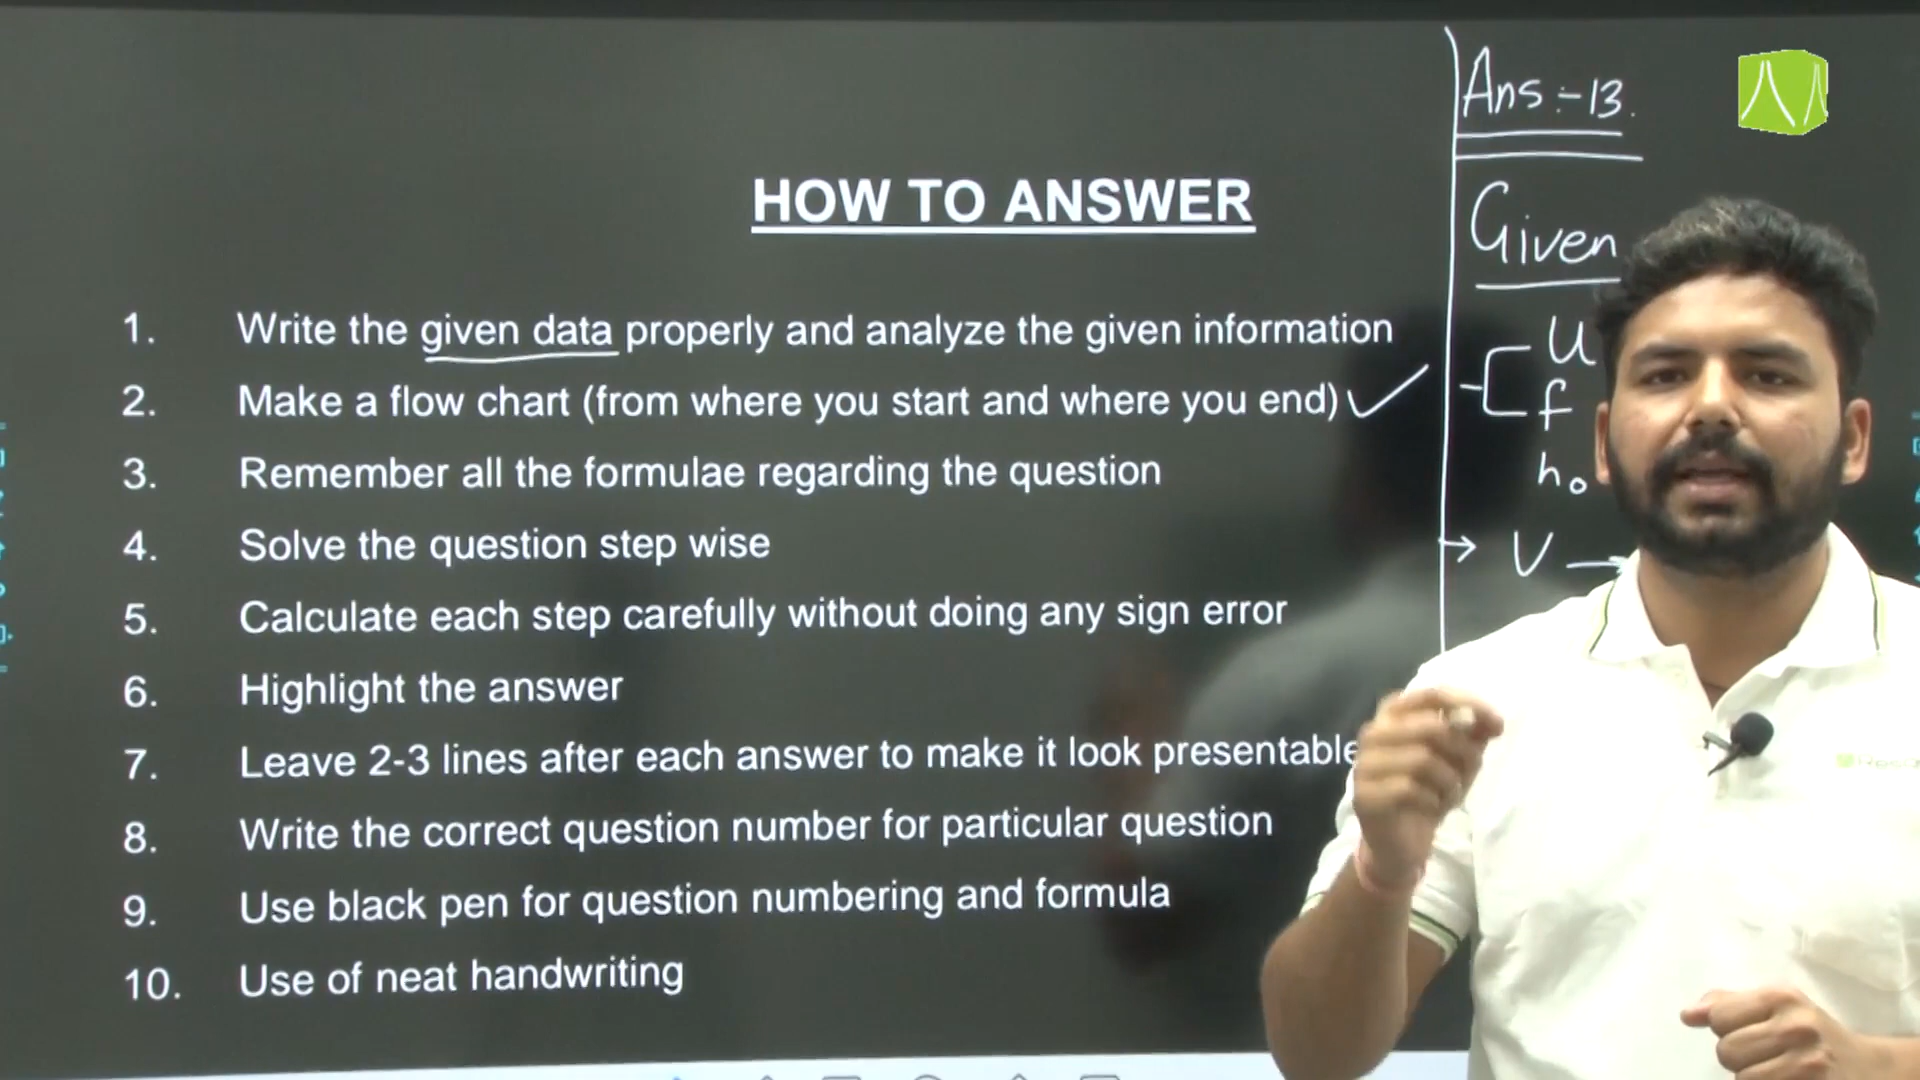 HOW TO ANSWER
1. Write the given data properly and analyze the given information
2. Make a flow chart (from where you start and where you end)
3. Remember all the formulae regarding the question
4. Solve the question step wise
5. Calculate each step carefully without doing any sign error
6. Highlight the answer
7. Leave 2-3 lines after each answer to make it look presentable
8. Write the correct question number for particular question
9. Use black pen for question numbering and formula
10. Use of neat handwriting
Ans :- 13.
Given
u
f
ho
→ V →